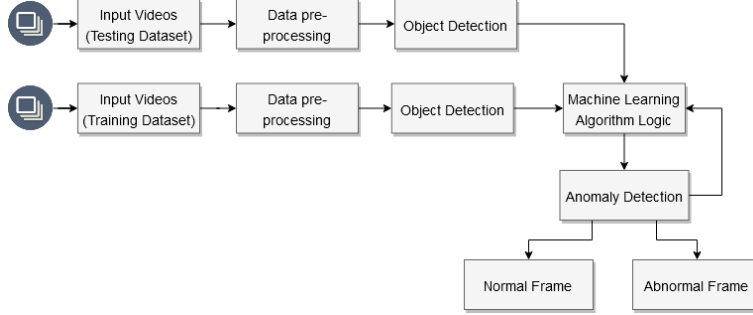 Input Videos
(Testing Dataset)
Data pre-
processing
Object Detection
Input Videos
(Training Dataset)
Data pre-
processing
Object Detection
Machine Learning
Algorithm Logic
Anomaly Detection
Normal Frame
Abnormal Frame